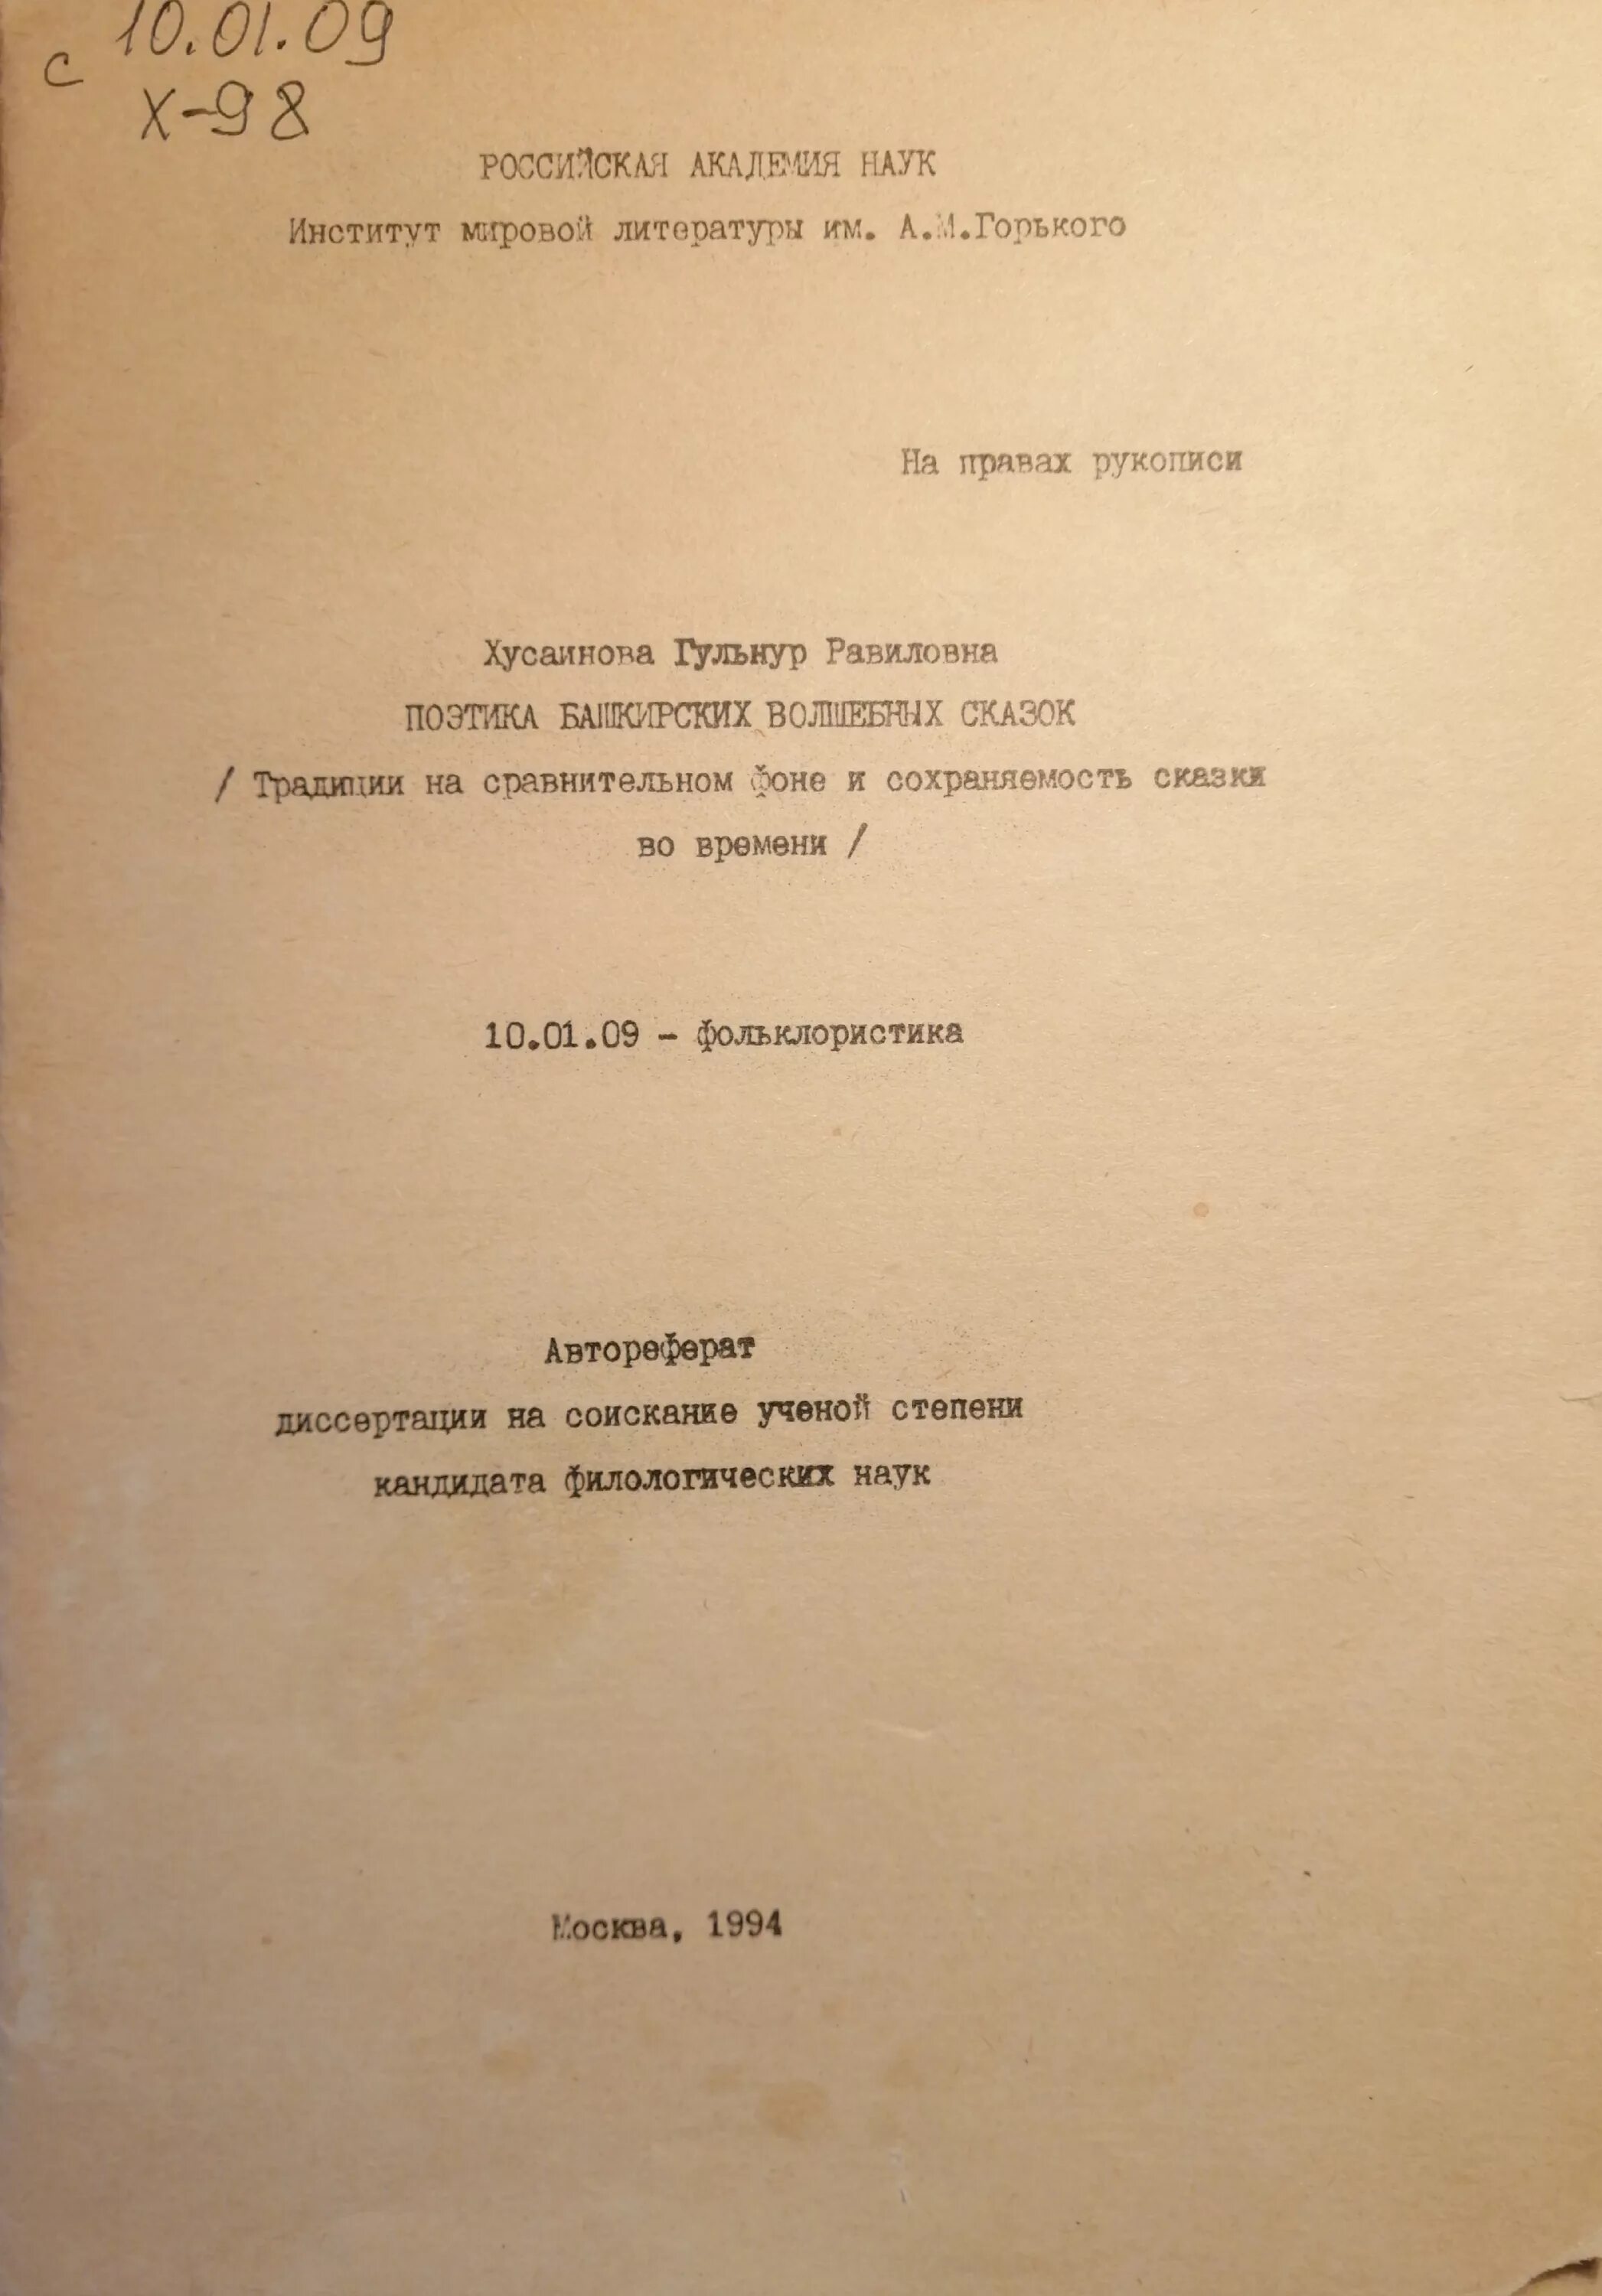 10.01.09
с
Х-98
РОССИЙСКАЯ АКАДЕМИЯ НАУК
Институт мировой литературы им. А.М.Горького
На правах рукописи
Хусаинова Гульнур Равиловна
ПОЭТИКА БАШКИРСКИХ ВОЛШЕБНЫХ СКАЗОК
/ Традиции на сравнительном фоне и сохраняемость сказки
во времени /
10.01.09 - фольклористика
Автореферат
диссертации на соискание ученой степени
кандидата филологических наук
Москва, 1994